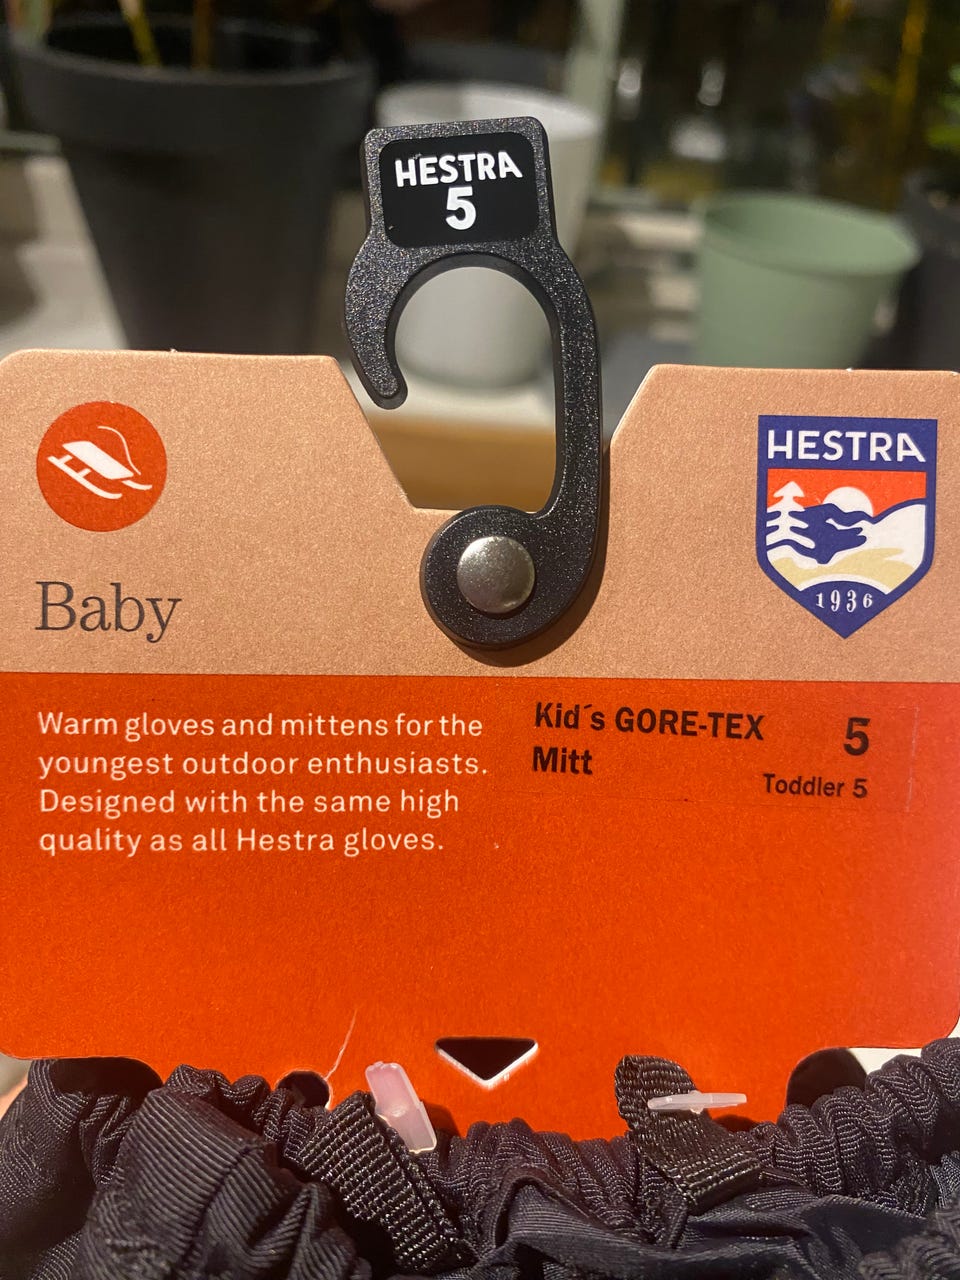 HESTRA
5
HESTRA
1936
Baby
Warm gloves and mittens for the
youngest outdoor enthusiasts.
Designed with the same high
quality as all Hestra gloves.
Kid´s GORE-TEX
Mitt
5
Toddler 5